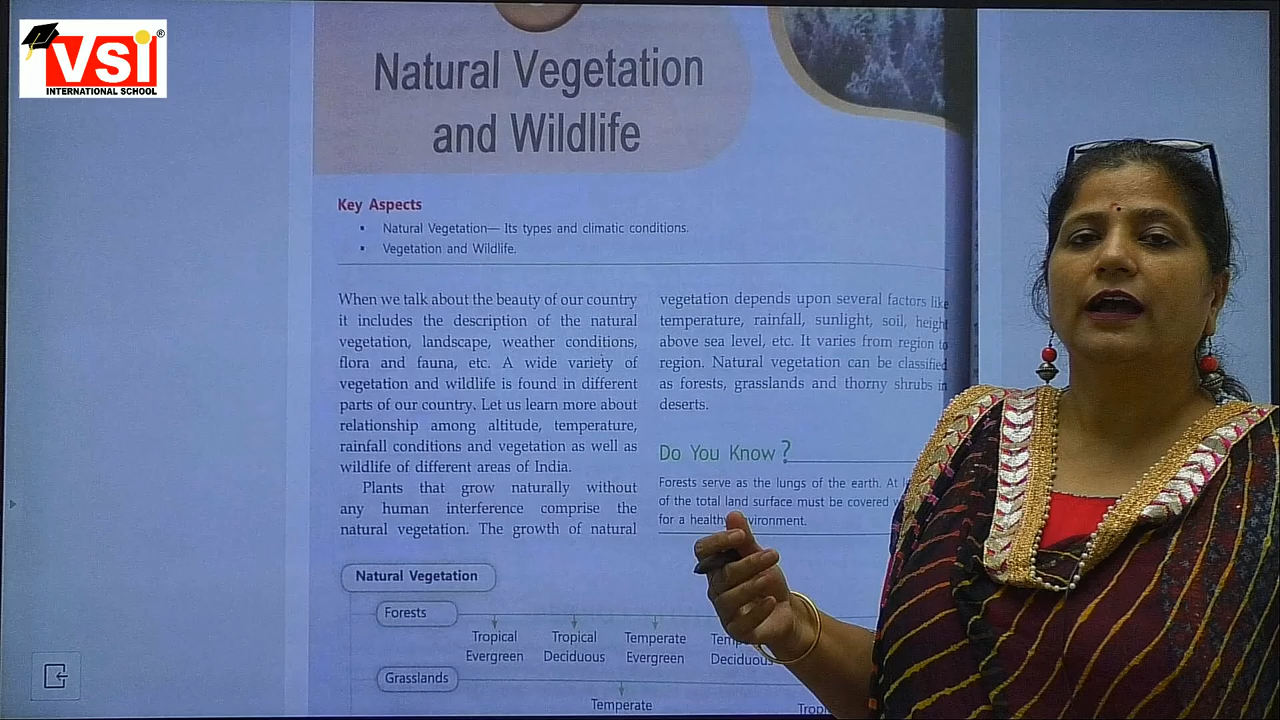 VSI®
INTERNATIONAL SCHOOL
Natural Vegetation
and Wildlife
Key Aspects
▪ Natural Vegetation— Its types and climatic conditions.
▪ Vegetation and Wildlife.
When we talk about the beauty of our country
it includes the description of the natural
vegetation, landscape, weather conditions,
flora and fauna, etc. A wide variety of
vegetation and wildlife is found in different
parts of our country. Let us learn more about
relationship among altitude, temperature,
rainfall conditions and vegetation as well as
wildlife of different areas of India.
Plants that grow naturally without
any human interference comprise the
natural vegetation. The growth of natural
vegetation depends upon several factors like
temperature, rainfall, sunlight, soil, height
above sea level, etc. It varies from region to
region. Natural vegetation can be classified
as forests, grasslands and thorny shrubs in
deserts.
Do You Know?
Forests serve as the lungs of the earth. At
of the total land surface must be covered
for a healthy
Natural Vegetation
Forests
Tropical
Evergreen
Tropical
Deciduous
Temperate
Evergreen
Deciduous
Grasslands
Temperate